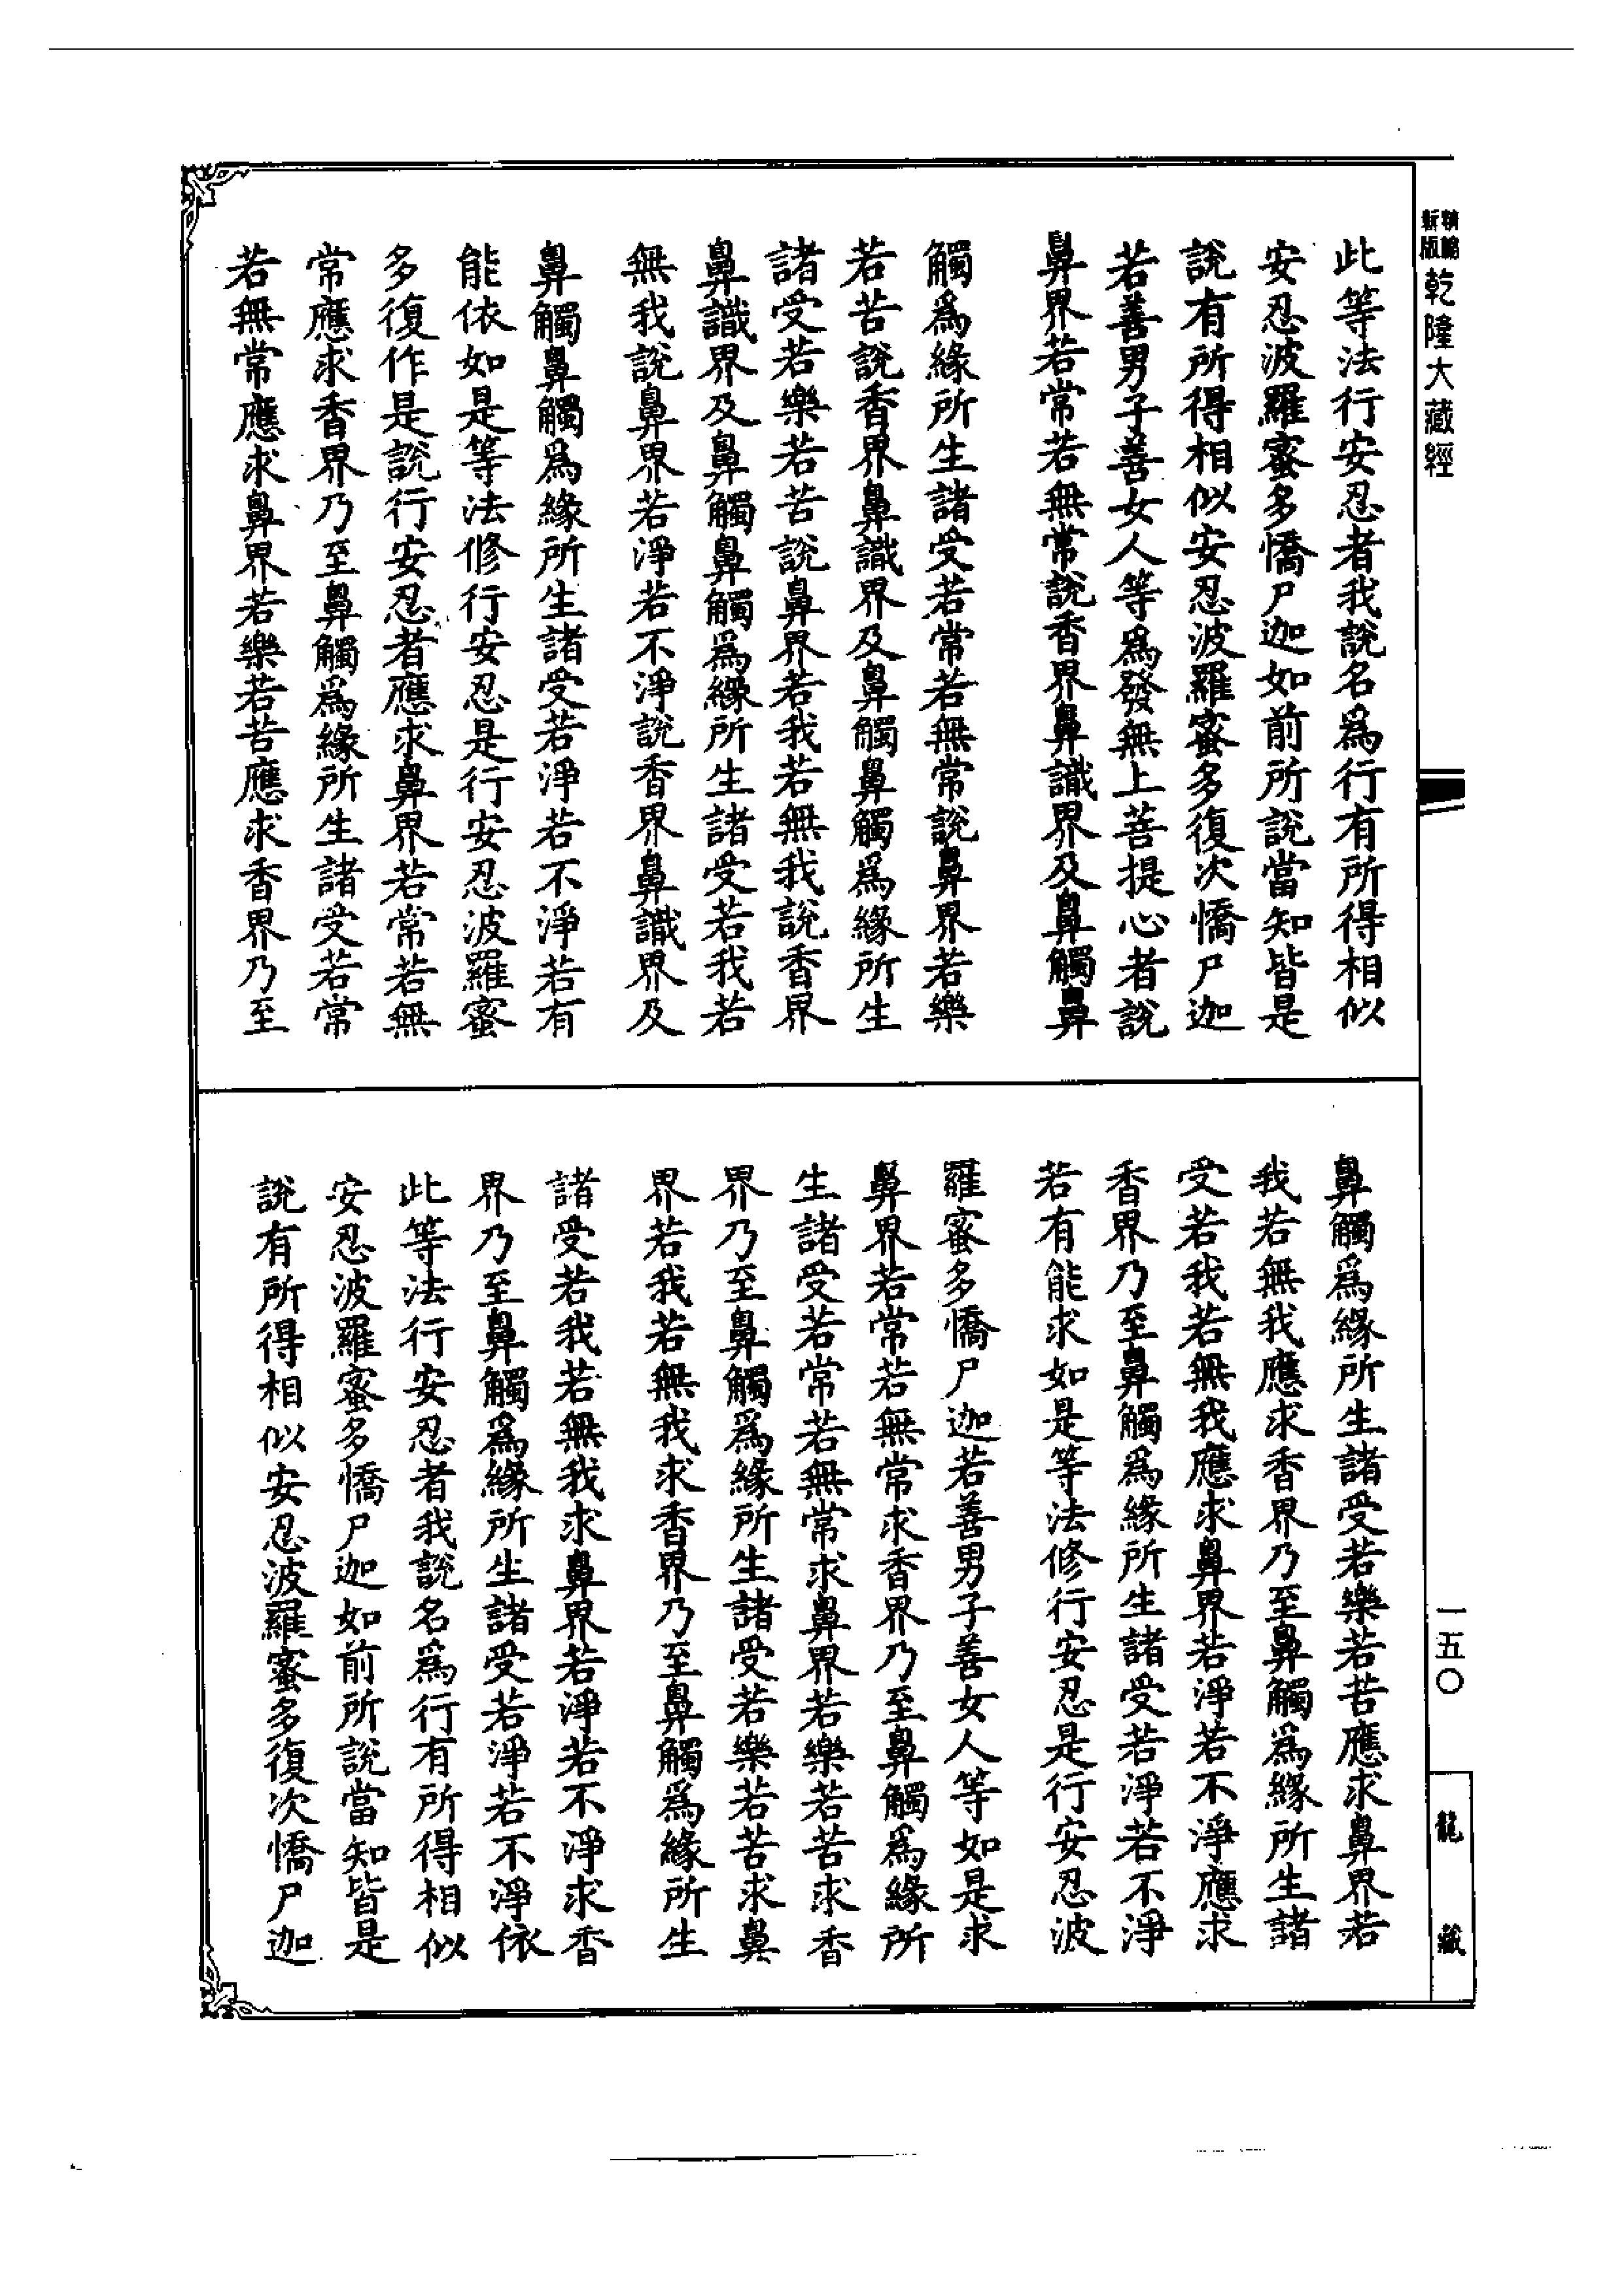 新編縮版
乾隆大藏經
此等法行安忍者我說名爲行有所得相似
安忍波羅蜜多憍尸迦如前所說當知皆是
說有所得相似安忍波羅蜜多復次憍尸迦
若善男子善女人等爲發無上菩提心者說
鼻界若常若無常說香界鼻識界及鼻觸鼻
觸爲緣所生諸受若常若無常說鼻界若樂
若苦說香界鼻識界及鼻觸鼻觸爲緣所生
諸受若樂若苦說鼻界若我若無我說香界
鼻識界及鼻觸鼻觸爲緣所生諸受若我若
無我說鼻界若淨若不淨說香界鼻識界及
鼻觸鼻觸爲緣所生諸受若淨若不淨若有
能依如是等法修行安忍是行安忍波羅蜜
多復作是說行安忍者應求鼻界若常若無
常應求香界乃至鼻觸爲緣所生諸受若常
若無常應求鼻界若樂若苦應求香界乃至
鼻觸爲緣所生諸受若樂若苦應求鼻界若
我若無我應求香界乃至鼻觸爲緣所生諸
受若我若無我應求鼻界若淨若不淨應求
香界乃至鼻觸爲緣所生諸受若淨若不淨
若有能求如是等法修行安忍是行安忍波
羅蜜多憍尸迦若善男子善女人等如是求
鼻界若常若無常求香界乃至鼻觸爲緣所
生諸受若常若無常求鼻界若樂若苦求香
界乃至鼻觸爲緣所生諸受若樂若苦求鼻
界若我若無我求香界乃至鼻觸爲緣所生
諸受若我若無我求鼻界若淨若不淨求香
界乃至鼻觸爲緣所生諸受若淨若不淨依
此等法行安忍者我說名爲行有所得相似
安忍波羅蜜多憍尸迦如前所說當知皆是
說有所得相似安忍波羅蜜多復次憍尸迦
一五〇
龍藏